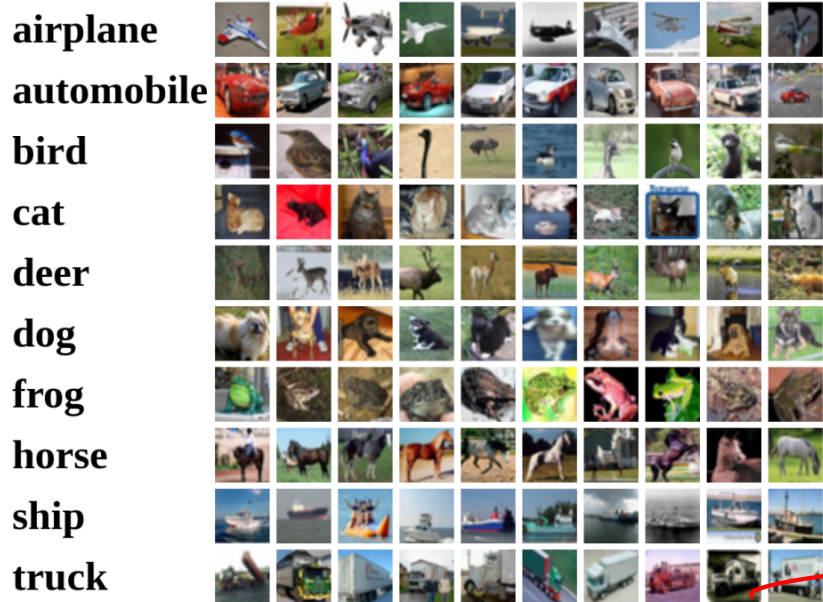 airplane
automobile
bird
cat
deer
dog
frog
horse
ship
truck